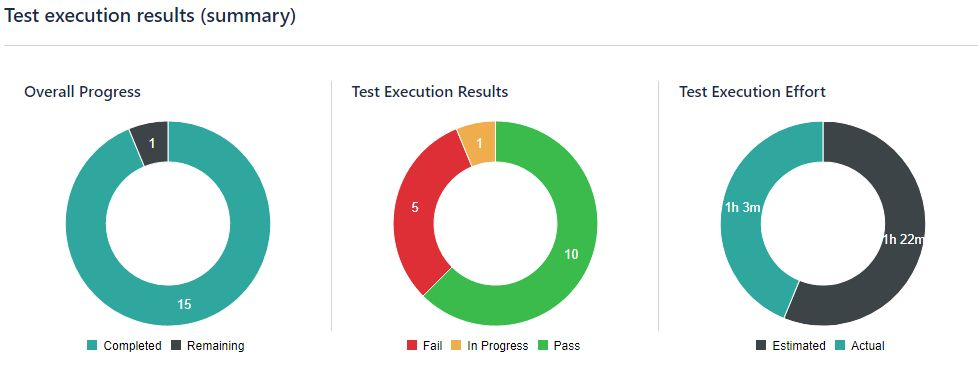 Test execution results (summary)
Overall Progress
1
15
Completed Remaining
Test Execution Results
1
5
10
Fail In Progress Pass
Test Execution Effort
1h 3m
1h 22m
Estimated Actual